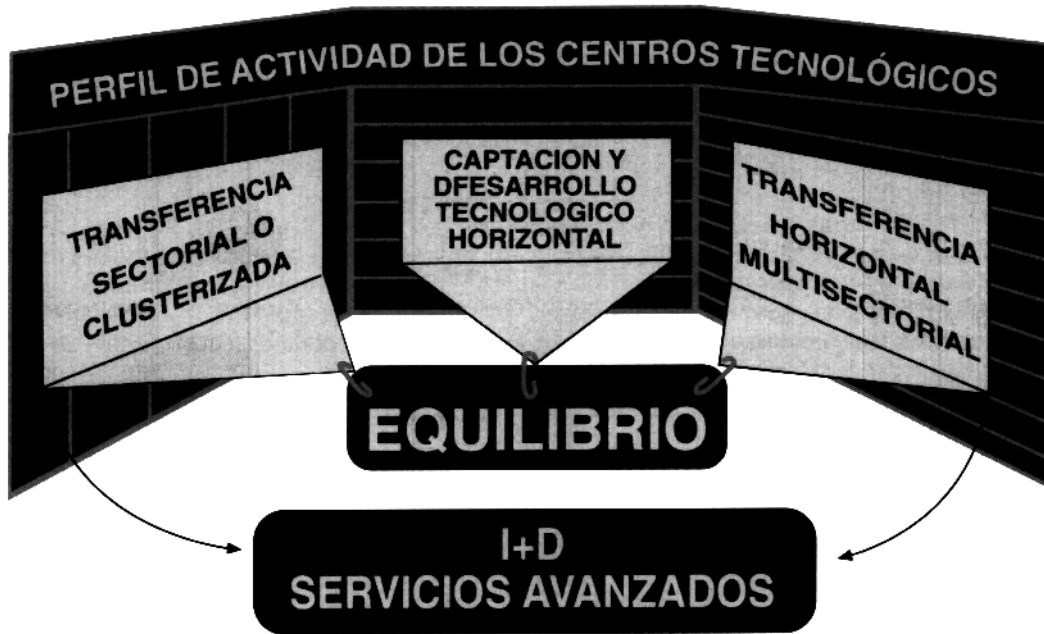 PERFIL DE ACTIVIDAD DE LOS CENTROS TECNOLÓGICOS
TRANSFERENCIA
SECTORIAL O
CLUSTERIZADA
CAPTACION Y
DFESARROLLO
TECNOLOGICO
HORIZONTAL
TRANSFERENCIA
HORIZONTAL
MULTISECTORIAL
EQUILIBRIO
I+D
SERVICIOS AVANZADOS